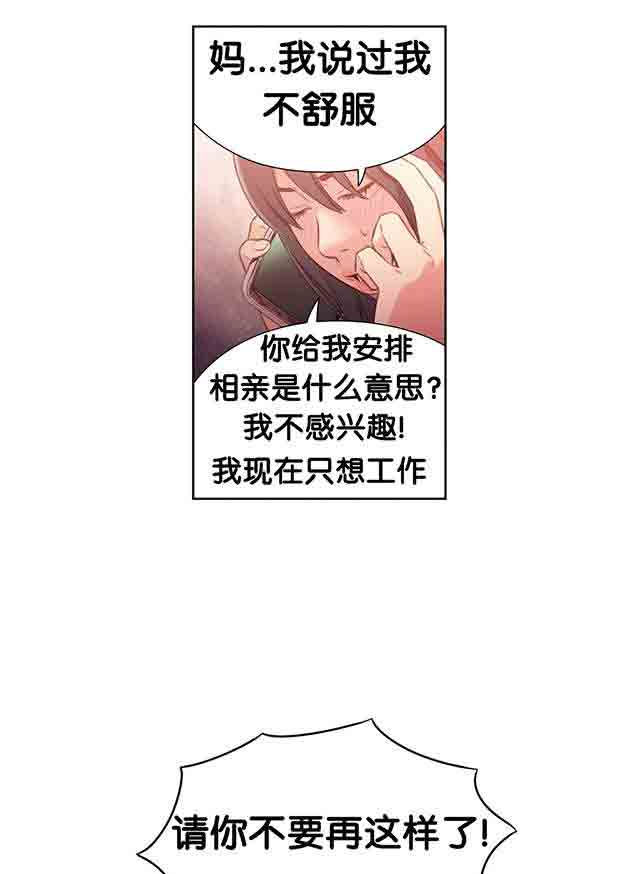 妈...我说过我
不舒服
你给我安排
相亲是什么意思?
我不感兴趣!
我现在只想工作
请你不要再这样了!